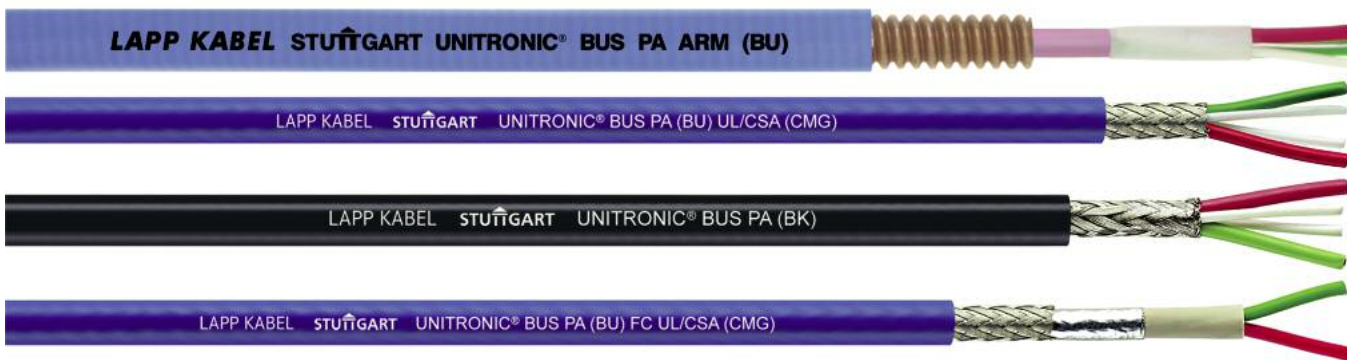 LAPP KABEL STUTTGART UNITRONIC® BUS PA ARM (BU)
LAPP KABEL STUTTGART UNITRONIC® BUS PA (BU) UL/CSA (CMG)
LAPP KABEL STUTTGART UNITRONIC® BUS PA (BK)
LAPP KABEL STUTTGART UNITRONIC® BUS PA (BU) FC UL/CSA (CMG)